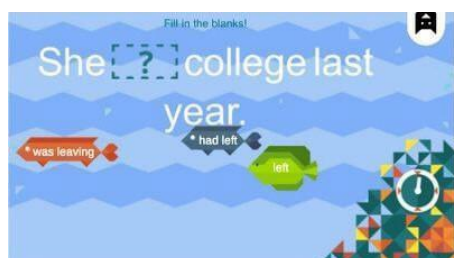 Fill in the blanks!
She ? college last
year.
was leaving
had left
left